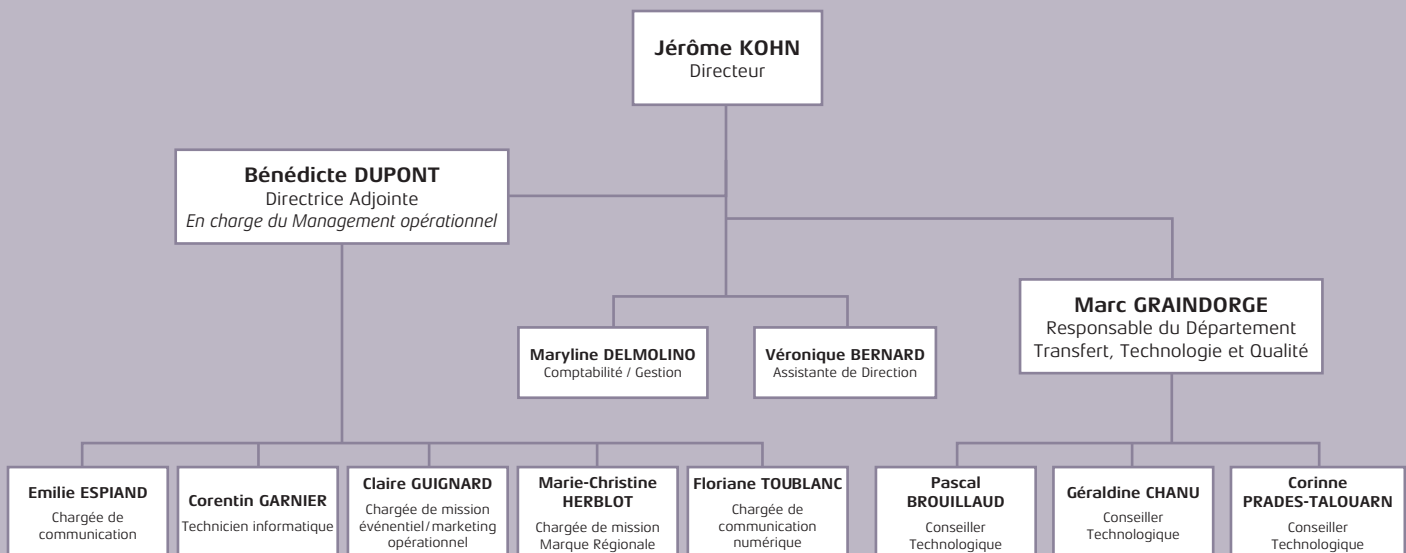 Jérôme KOHN
Directeur
Bénédicte DUPONT
Directrice Adjointe
En charge du Management opérationnel
Marc GRAINDORGE
Responsable du Département
Transfert, Technologie et Qualité
Maryline DELMOLINO
Comptabilité / Gestion
Véronique BERNARD
Assistante de Direction
Emilie ESPIAND
Chargée de
communication
Corentin GARNIER
Technicien informatique
Claire GUIGNARD
Chargée de mission
événentiel/marketing
opérationnel
Marie-Christine
HERBLOT
Chargée de mission
Marque Régionale
Floriane TOUBLANC
Chargée de
communication
numérique
Pascal
BROUILLAUD
Conseiller
Technologique
Géraldine CHANU
Conseiller
Technologique
Corinne
PRADES-TALOUARN
Conseiller
Technologique